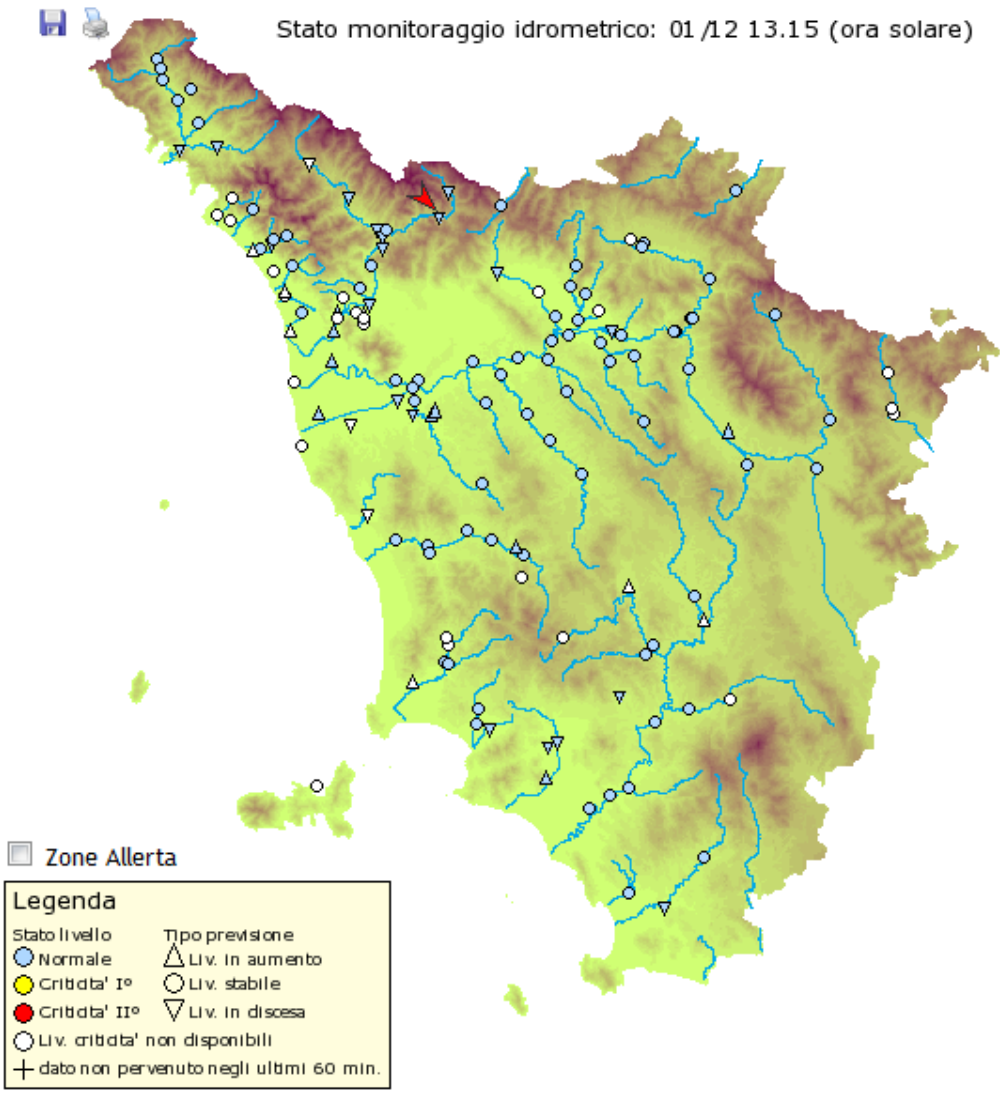 Stato monitoraggio idrometrico: 01/12 13.15 (ora solare)
Zone Allerta
Legenda
Stato livello Tipo previsione
Normale Liv. in aumento
Criticita' Iº Liv. stabile
Criticita' IIº Liv. in discesa
Liv. criticita' non disponibili
dato non pervenuto negli ultimi 60 min.